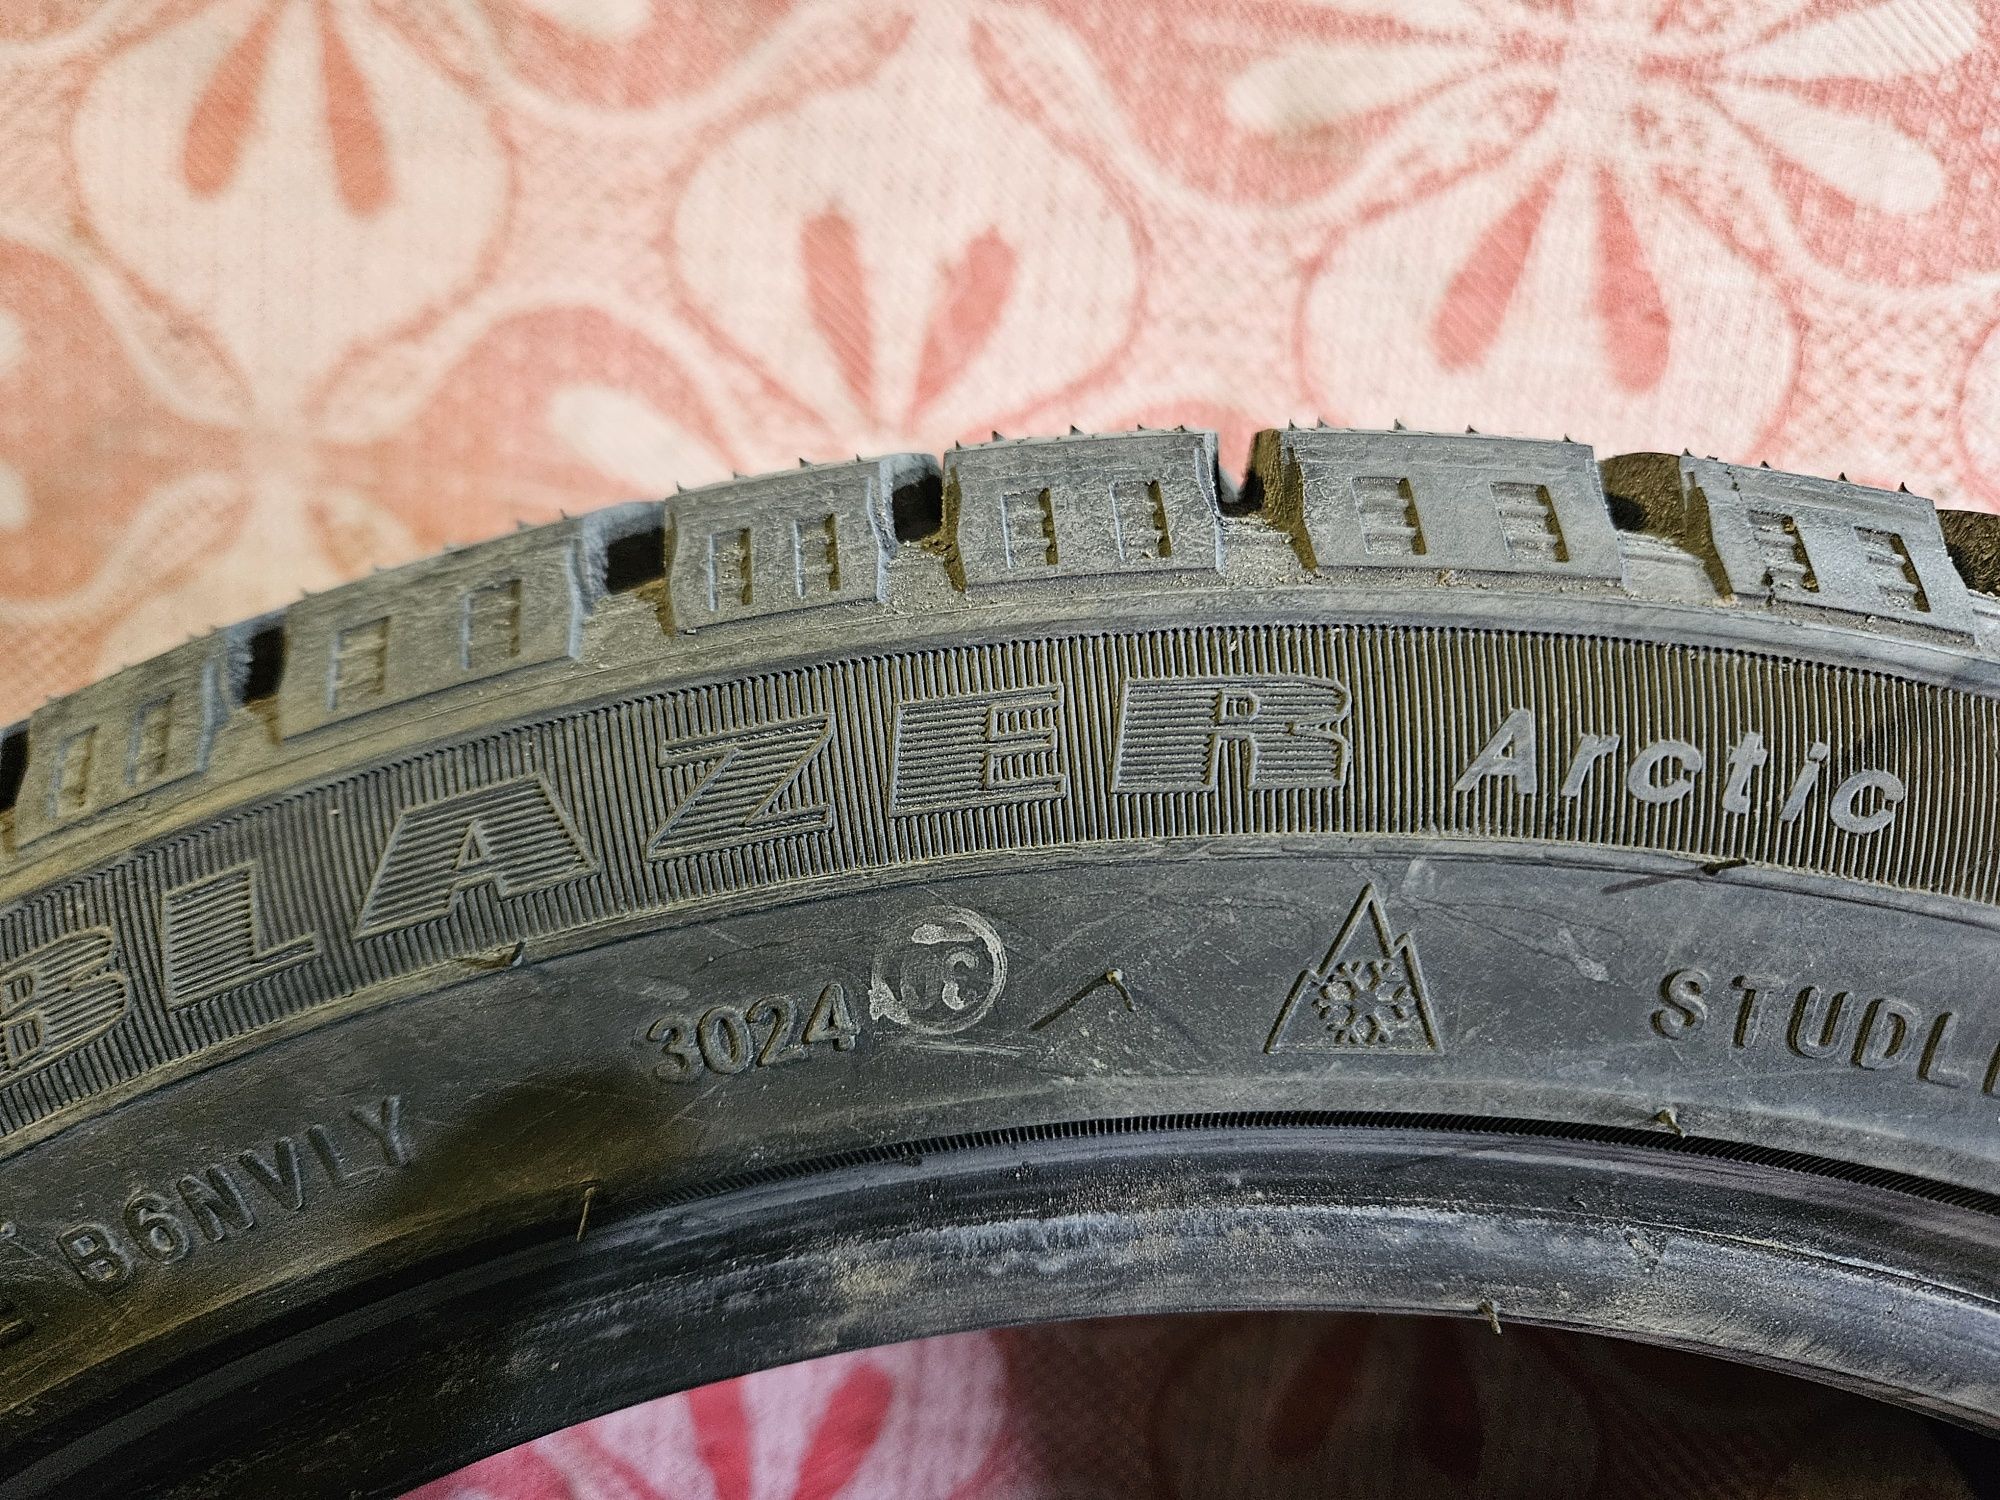 BLAZER Arctic
B6NVLY 3024